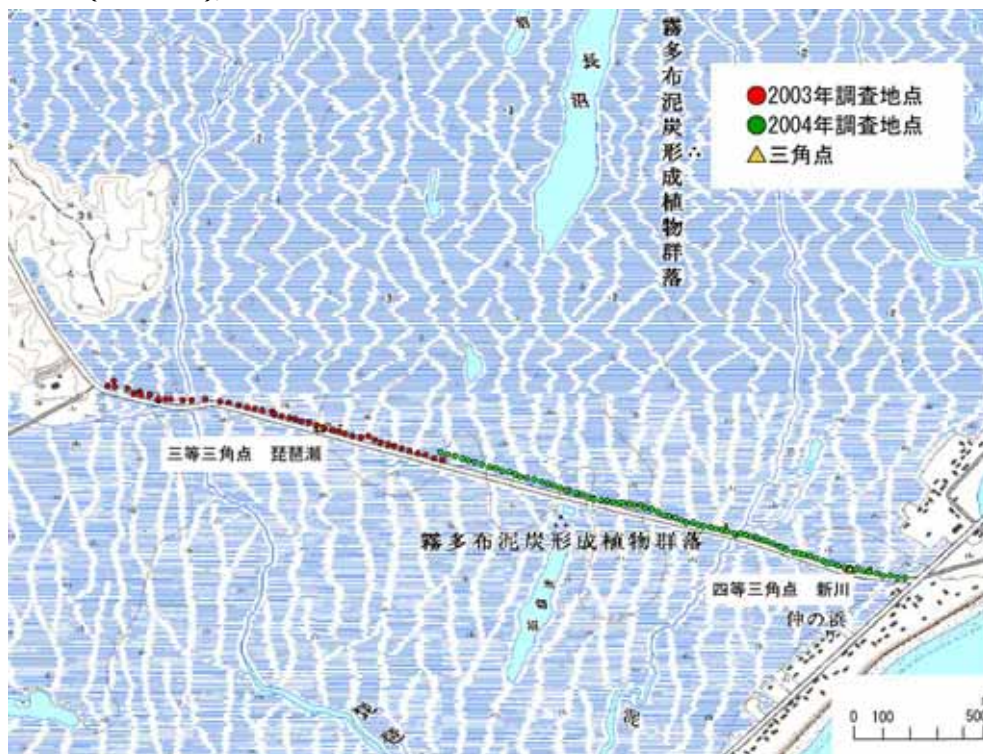 霧多布泥炭形成植物群落
長沼
●2003年調査地点
●2004年調査地点
△三角点
三等三角点 琵琶瀬
霧多布泥炭形成植物群落
四等三角点 新川
仲の浜
0 100 500